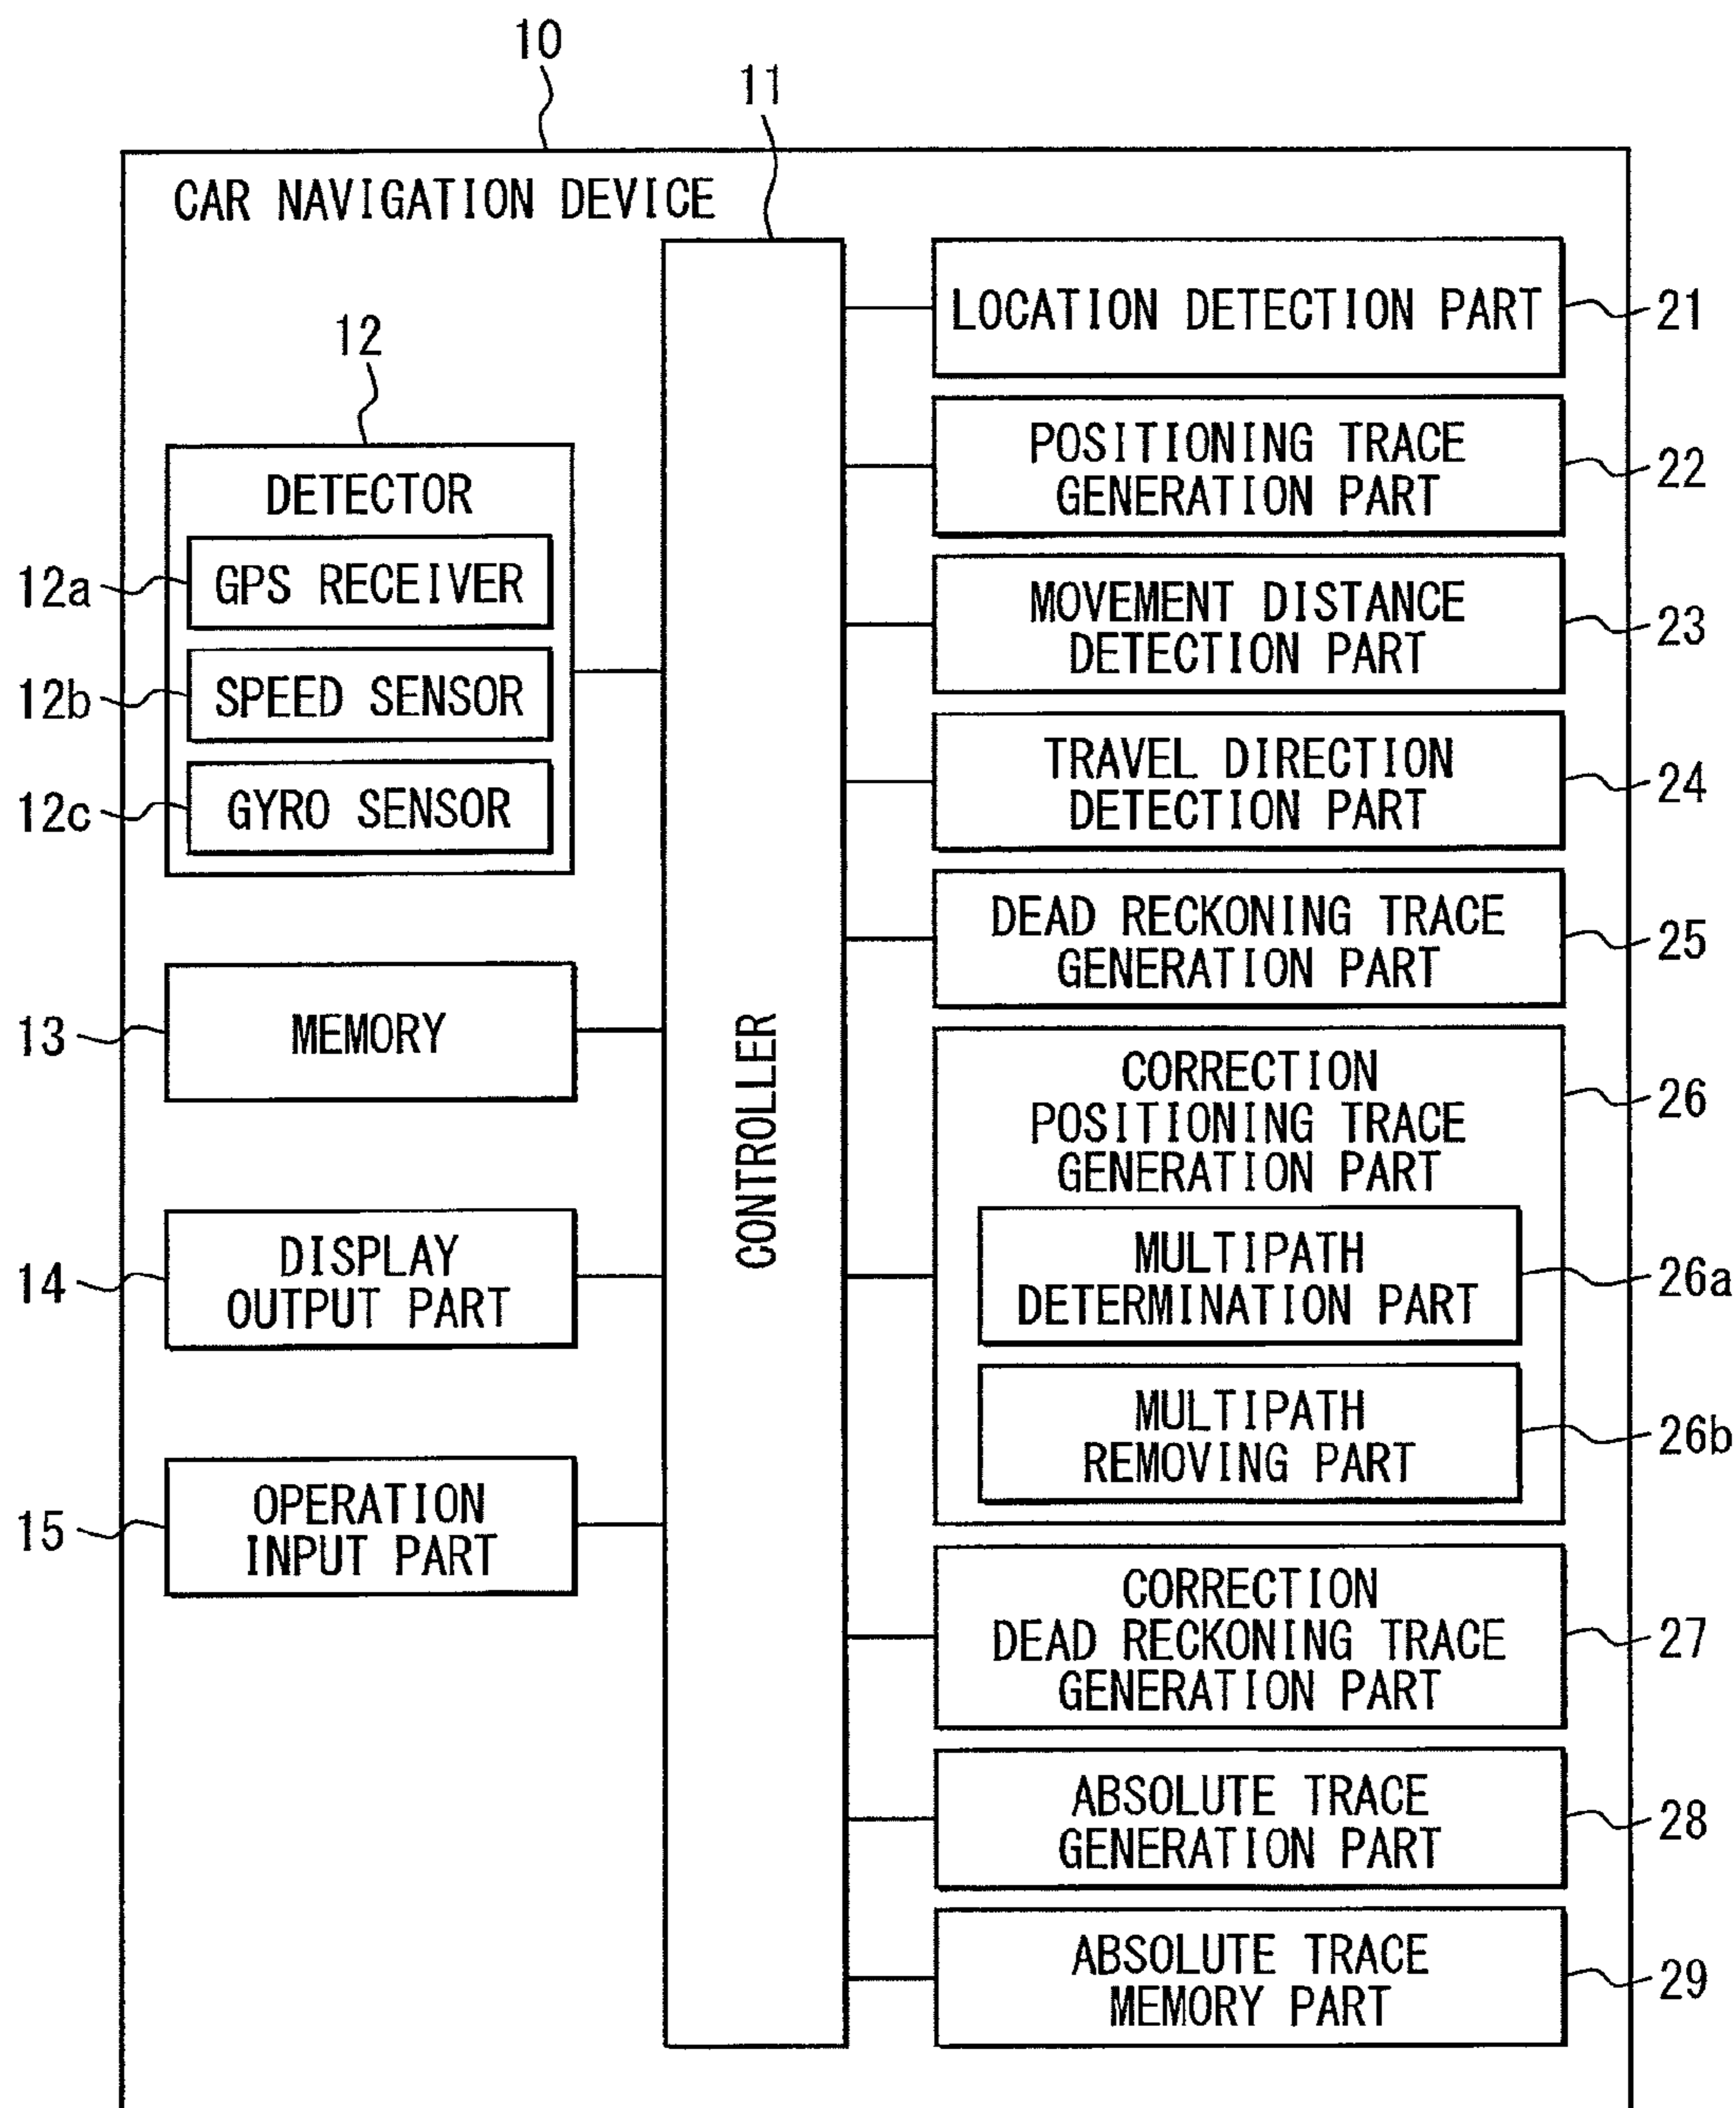 10
11
CAR NAVIGATION DEVICE
12
DETECTOR
12a
GPS RECEIVER
12b
SPEED SENSOR
12c
GYRO SENSOR
13
MEMORY
14
DISPLAY
OUTPUT PART
15
OPERATION
INPUT PART
CONTROLLER
LOCATION DETECTION PART
21
POSITIONING TRACE
GENERATION PART
22
MOVEMENT DISTANCE
DETECTION PART
23
TRAVEL DIRECTION
DETECTION PART
24
DEAD RECKONING TRACE
GENERATION PART
25
CORRECTION
POSITIONING TRACE
GENERATION PART
26
MULTIPATH
DETERMINATION PART
26a
MULTIPATH
REMOVING PART
26b
CORRECTION
DEAD RECKONING TRACE
GENERATION PART
27
ABSOLUTE TRACE
GENERATION PART
28
ABSOLUTE TRACE
MEMORY PART
29